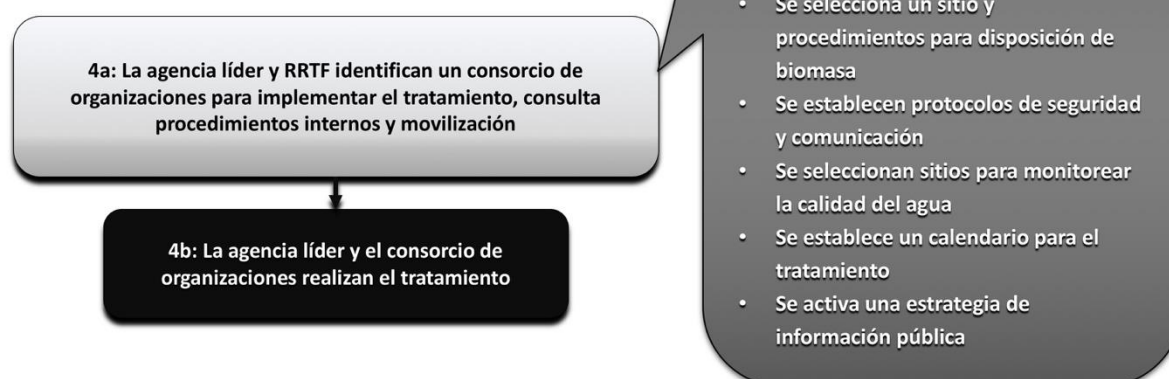 4a: La agencia líder y RRTF identifican un consorcio de
organizaciones para implementar el tratamiento, consulta
procedimientos internos y movilización
4b: La agencia líder y el consorcio de
organizaciones realizan el tratamiento
• Se selecciona un sitio y
procedimientos para disposición de
biomasa
• Se establecen protocolos de seguridad
y comunicación
• Se seleccionan sitios para monitorear
la calidad del agua
• Se establece un calendario para el
tratamiento
• Se activa una estrategia de
información pública